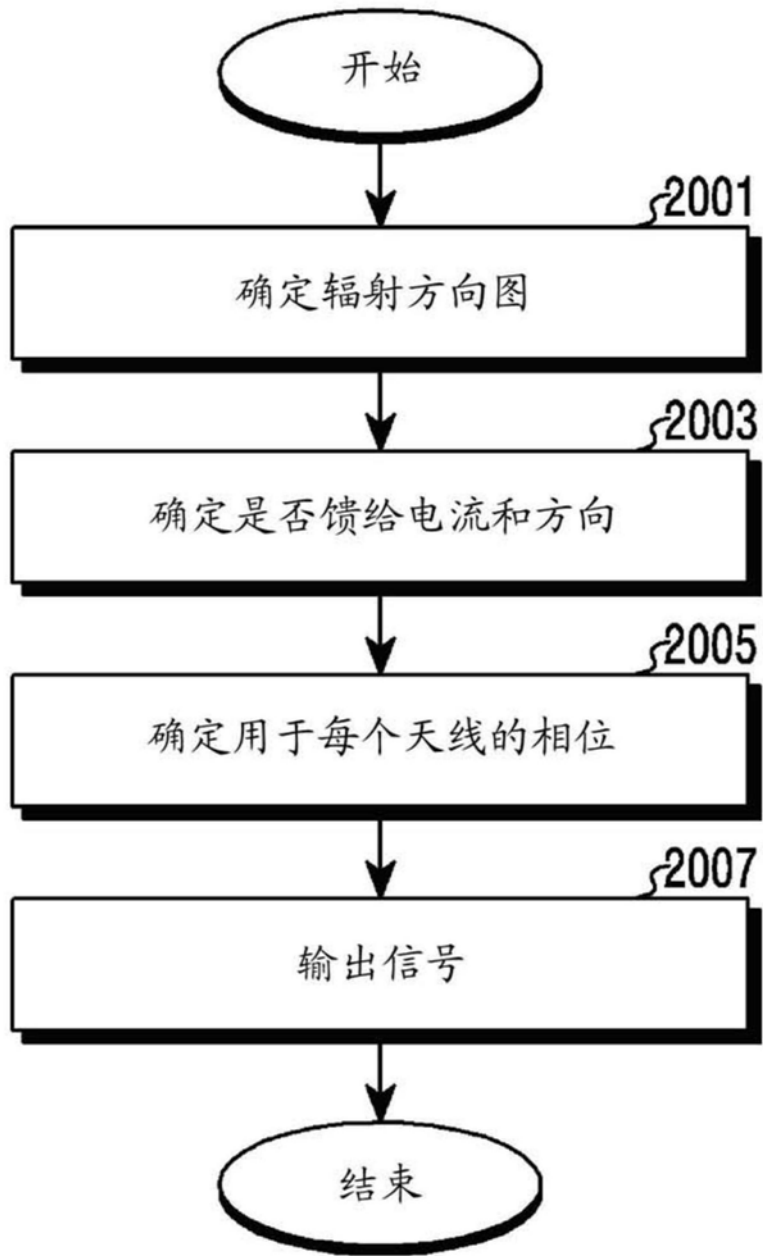 开始
2001
确定辐射方向图
2003
确定是否馈给电流和方向
2005
确定用于每个天线的相位
2007
输出信号
结束